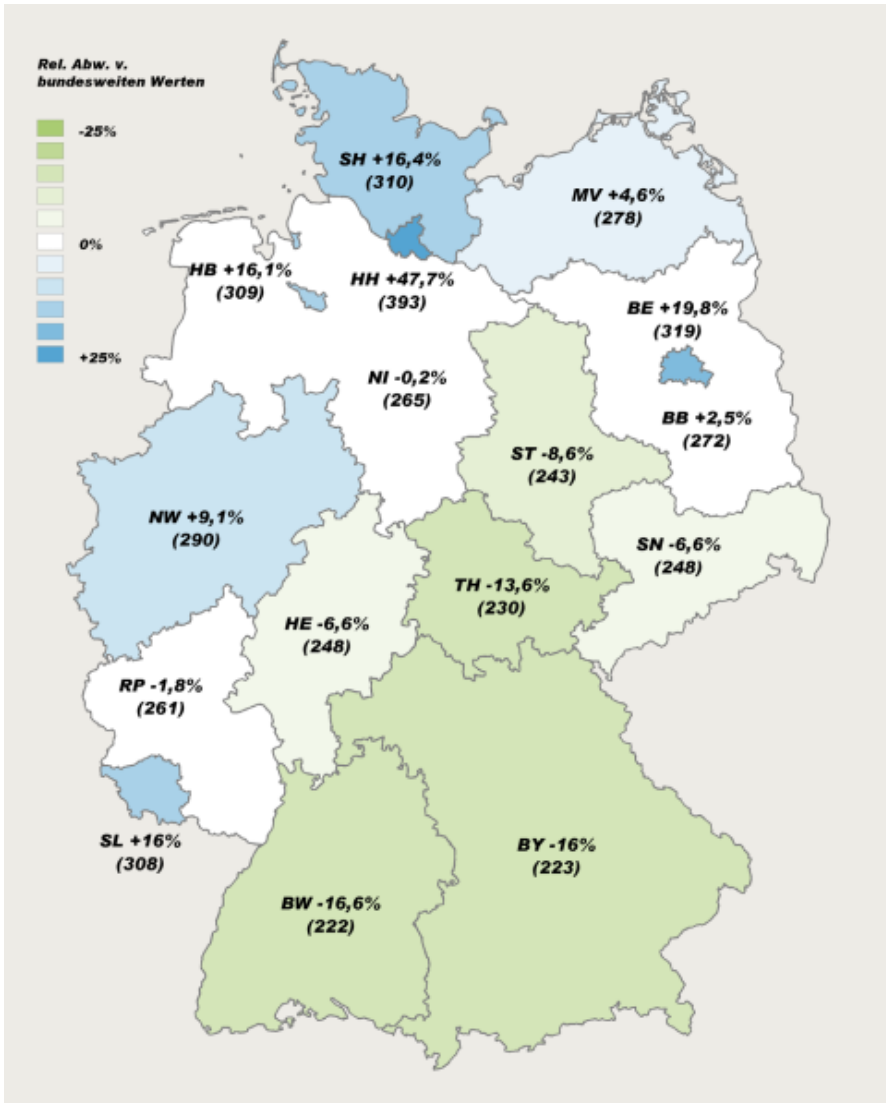 Rel. Abw. v.
bundesweiten Werten
-25%
0%
+25%
SH +16,4%
(310)
MV +4,6%
(278)
HB +16,1%
(309)
HH +47,7%
(393)
BE +19,8%
(319)
NI -0,2%
(265)
BB +2,5%
(272)
ST -8,6%
(243)
NW +9,1%
(290)
SN -6,6%
(248)
TH -13,6%
(230)
HE -6,6%
(248)
RP -1,8%
(261)
SL +16%
(308)
BY -16%
(223)
BW -16,6%
(222)